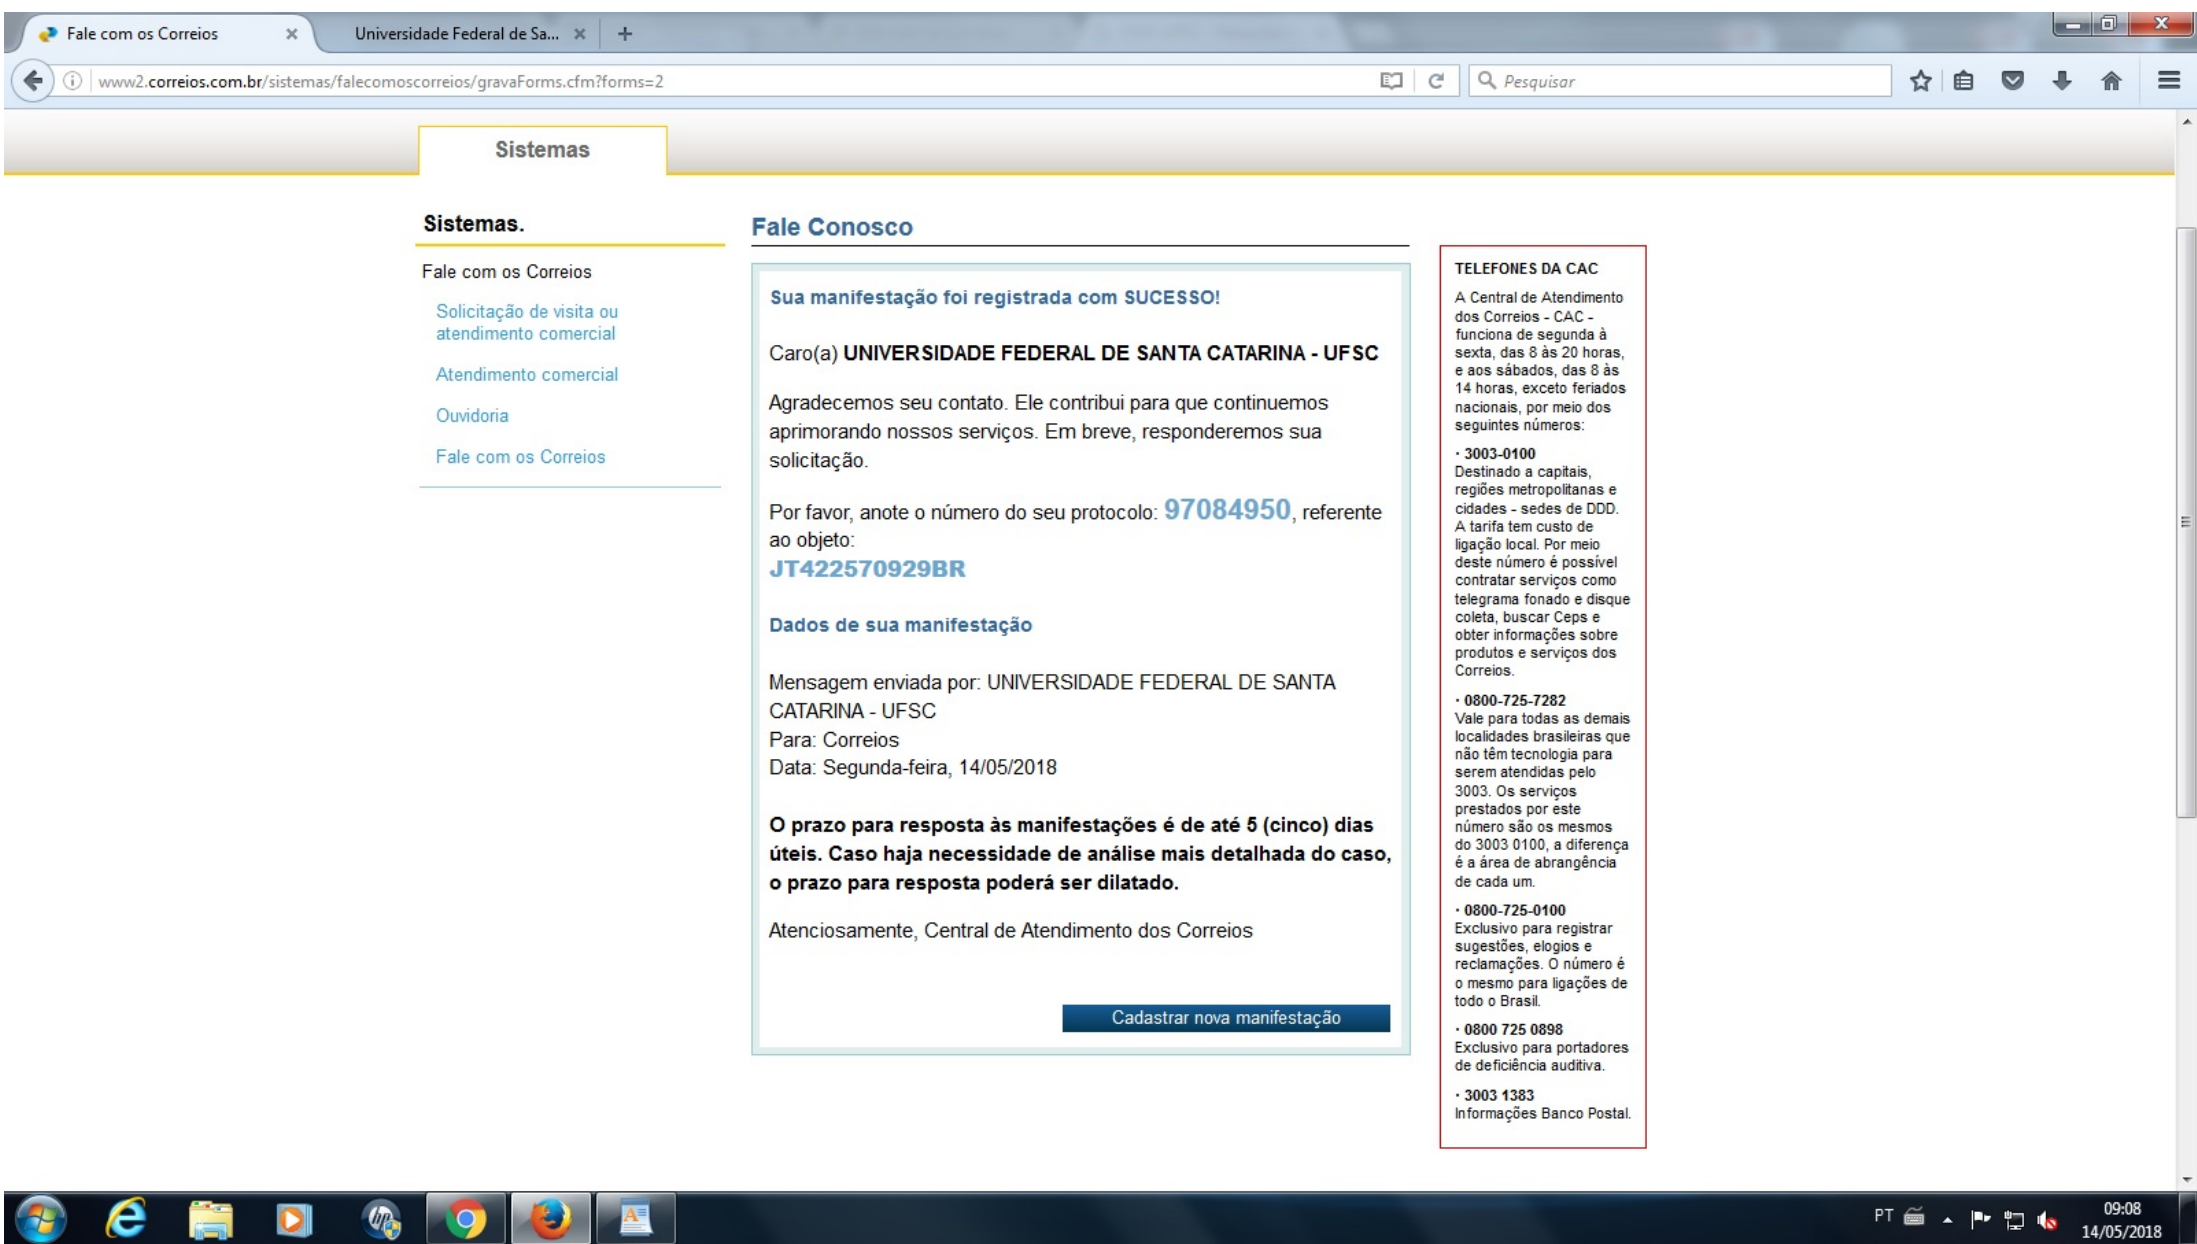 Fale com os Correios
Universidade Federal de Sa...
www2.correios.com.br/sistemas/falecomoscorreios/gravaForms.cfm?forms=2
Pesquisar
Sistemas
Sistemas.
Fale com os Correios
Solicitação de visita ou
atendimento comercial
Atendimento comercial
Ouvidoria
Fale com os Correios
Fale Conosco
Sua manifestação foi registrada com SUCESSO!
Caro(a) UNIVERSIDADE FEDERAL DE SANTA CATARINA - UFSC
Agradecemos seu contato. Ele contribui para que continuemos
aprimorando nossos serviços. Em breve, responderemos sua
solicitação.
Por favor, anote o número do seu protocolo: 97084950, referente
ao objeto:
JT422570929BR
Dados de sua manifestação
Mensagem enviada por: UNIVERSIDADE FEDERAL DE SANTA
CATARINA - UFSC
Para: Correios
Data: Segunda-feira, 14/05/2018
O prazo para resposta às manifestações é de até 5 (cinco) dias
úteis. Caso haja necessidade de análise mais detalhada do caso,
o prazo para resposta poderá ser dilatado.
Atenciosamente, Central de Atendimento dos Correios
Cadastrar nova manifestação
TELEFONES DA CAC
A Central de Atendimento
dos Correios - CAC -
funciona de segunda à
sexta, das 8 às 20 horas,
e aos sábados, das 8 às
14 horas, exceto feriados
nacionais, por meio dos
seguintes números:
· 3003-0100
Destinado a capitais,
regiões metropolitanas e
cidades - sedes de DDD.
A tarifa tem custo de
ligação local. Por meio
deste número é possível
contratar serviços como
telegrama fonado e disque
coleta, buscar Ceps e
obter informações sobre
produtos e serviços dos
Correios.
· 0800-725-7282
Vale para todas as demais
localidades brasileiras que
não têm tecnologia para
serem atendidas pelo
3003. Os serviços
prestados por este
número são os mesmos
do 3003 0100, a diferença
é a área de abrangência
de cada um.
· 0800-725-0100
Exclusivo para registrar
sugestões, elogios e
reclamações. O número é
o mesmo para ligações de
todo o Brasil.
· 0800 725 0898
Exclusivo para portadores
de deficiência auditiva.
· 3003 1383
Informações Banco Postal.
PT
09:08
14/05/2018